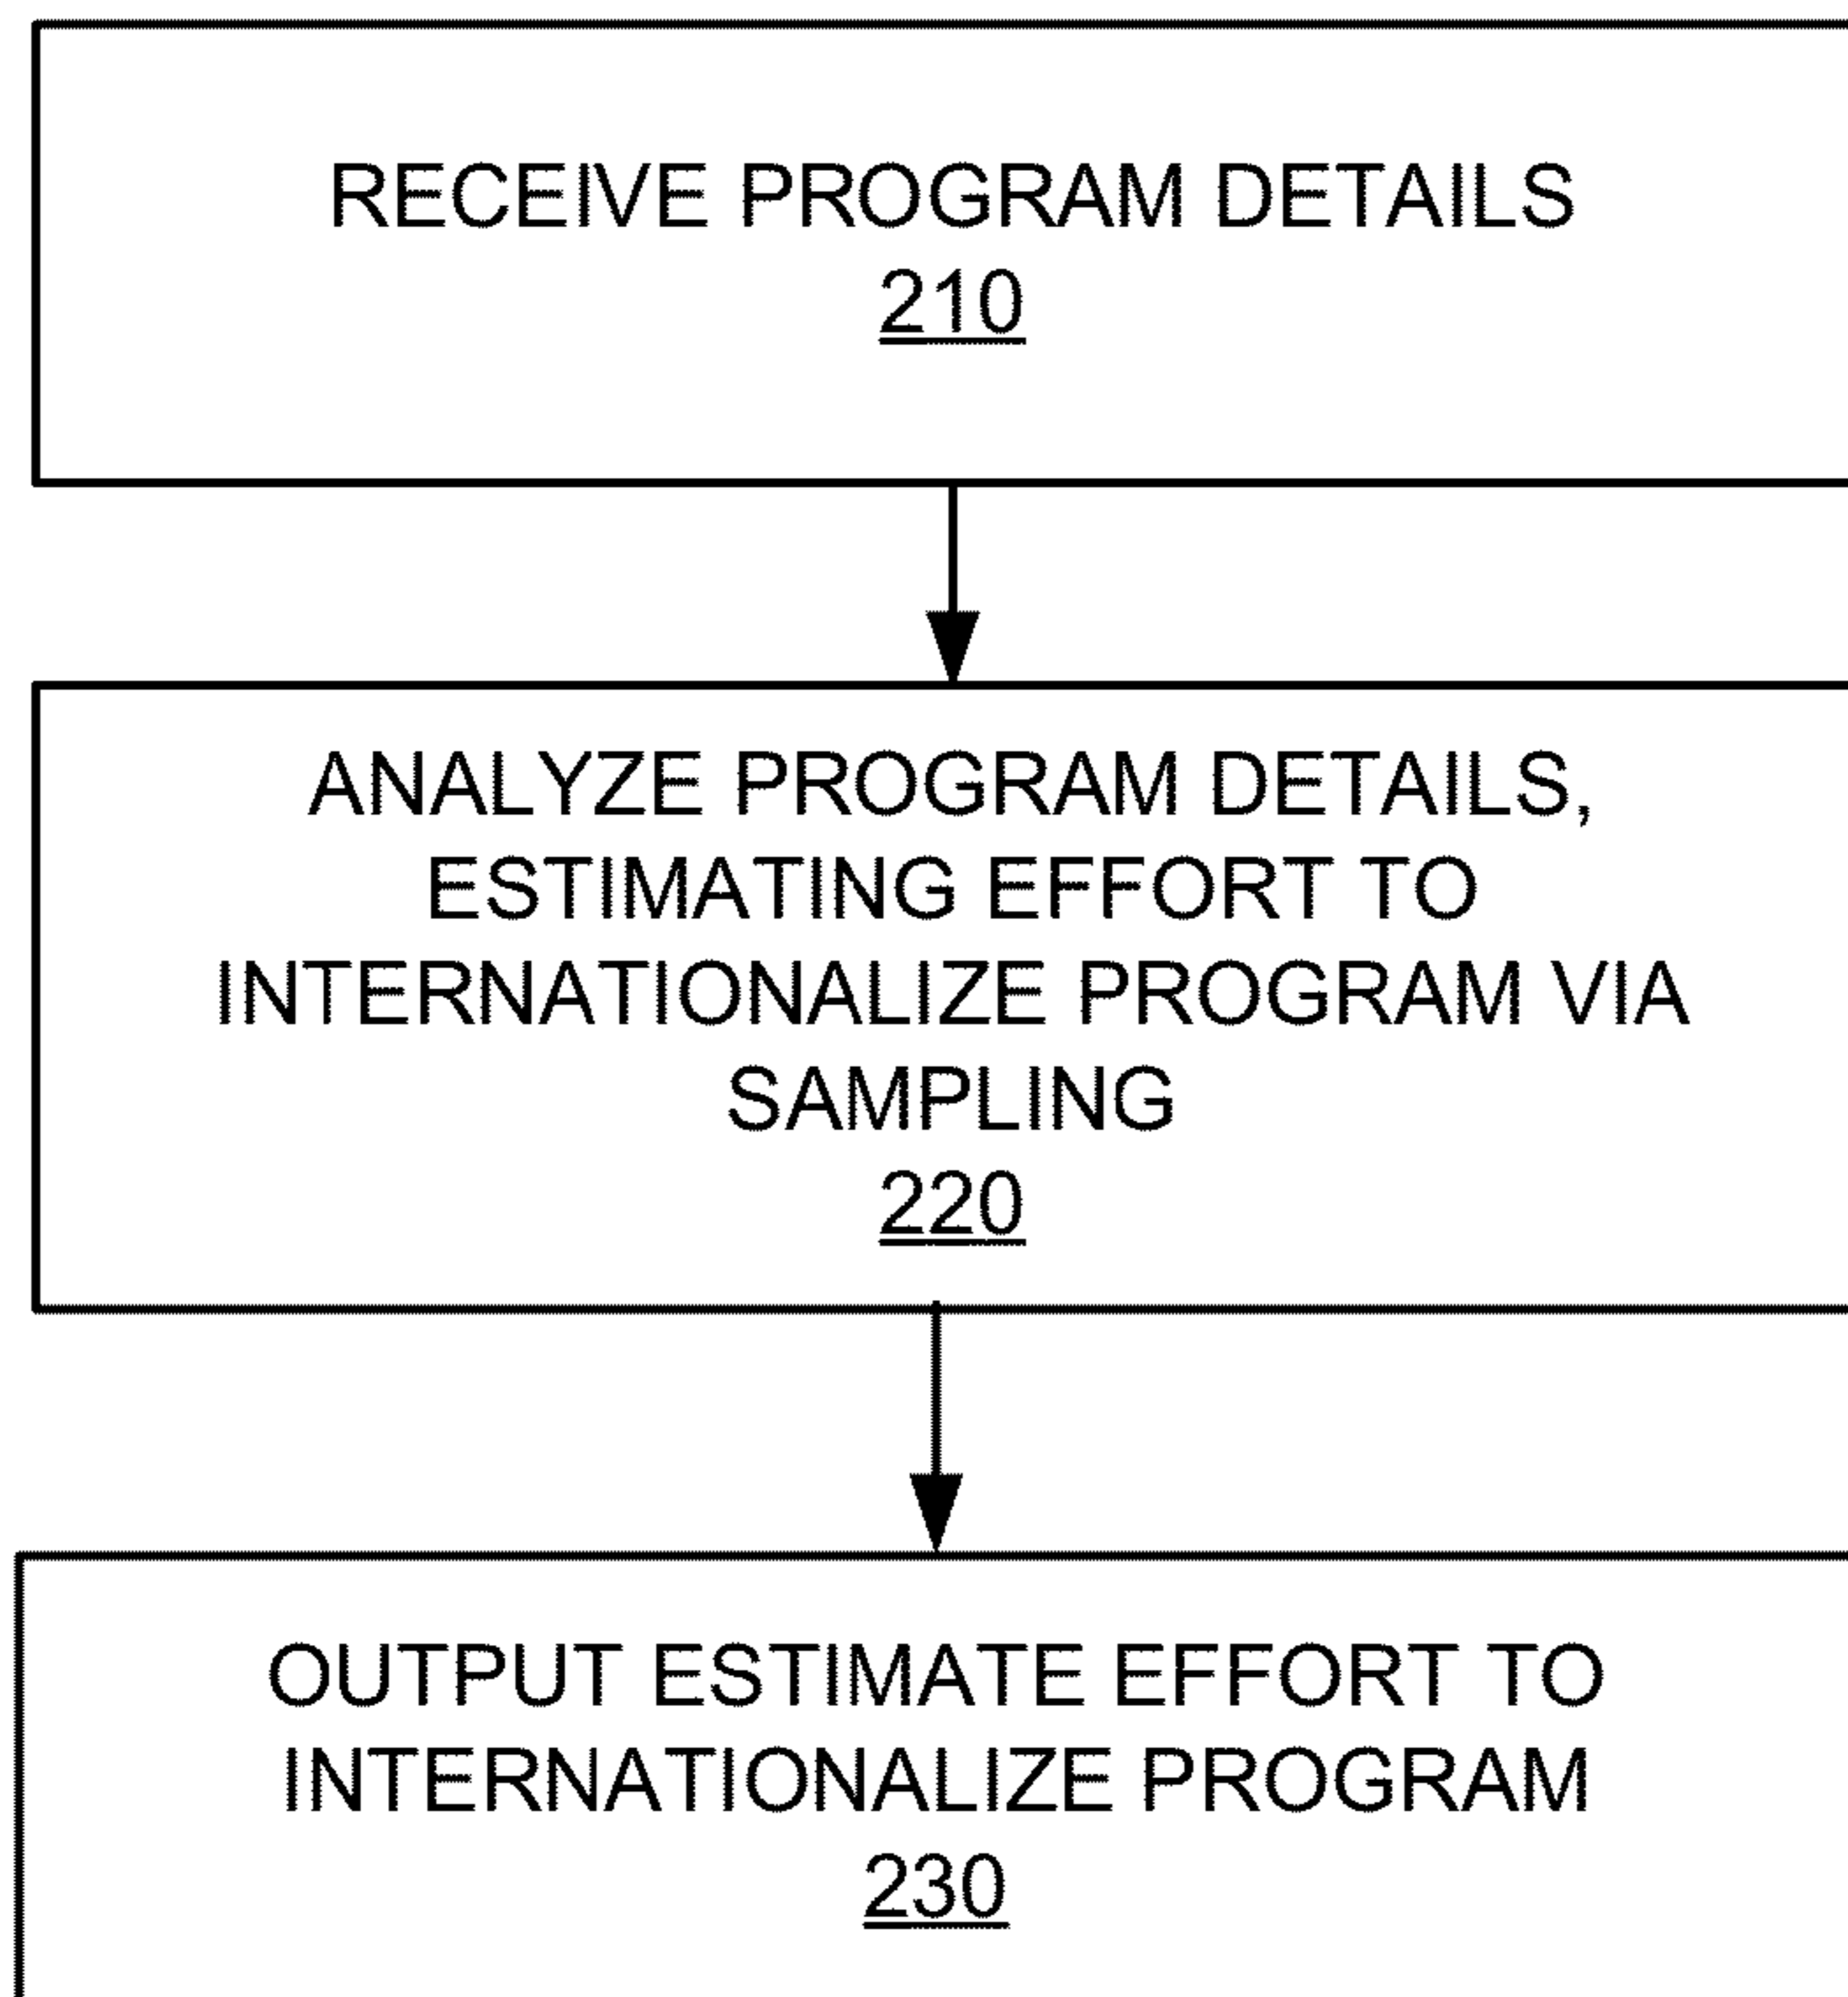 RECEIVE PROGRAM DETAILS
210
ANALYZE PROGRAM DETAILS,
ESTIMATING EFFORT TO
INTERNATIONALIZE PROGRAM VIA
SAMPLING
220
OUTPUT ESTIMATE EFFORT TO
INTERNATIONALIZE PROGRAM
230